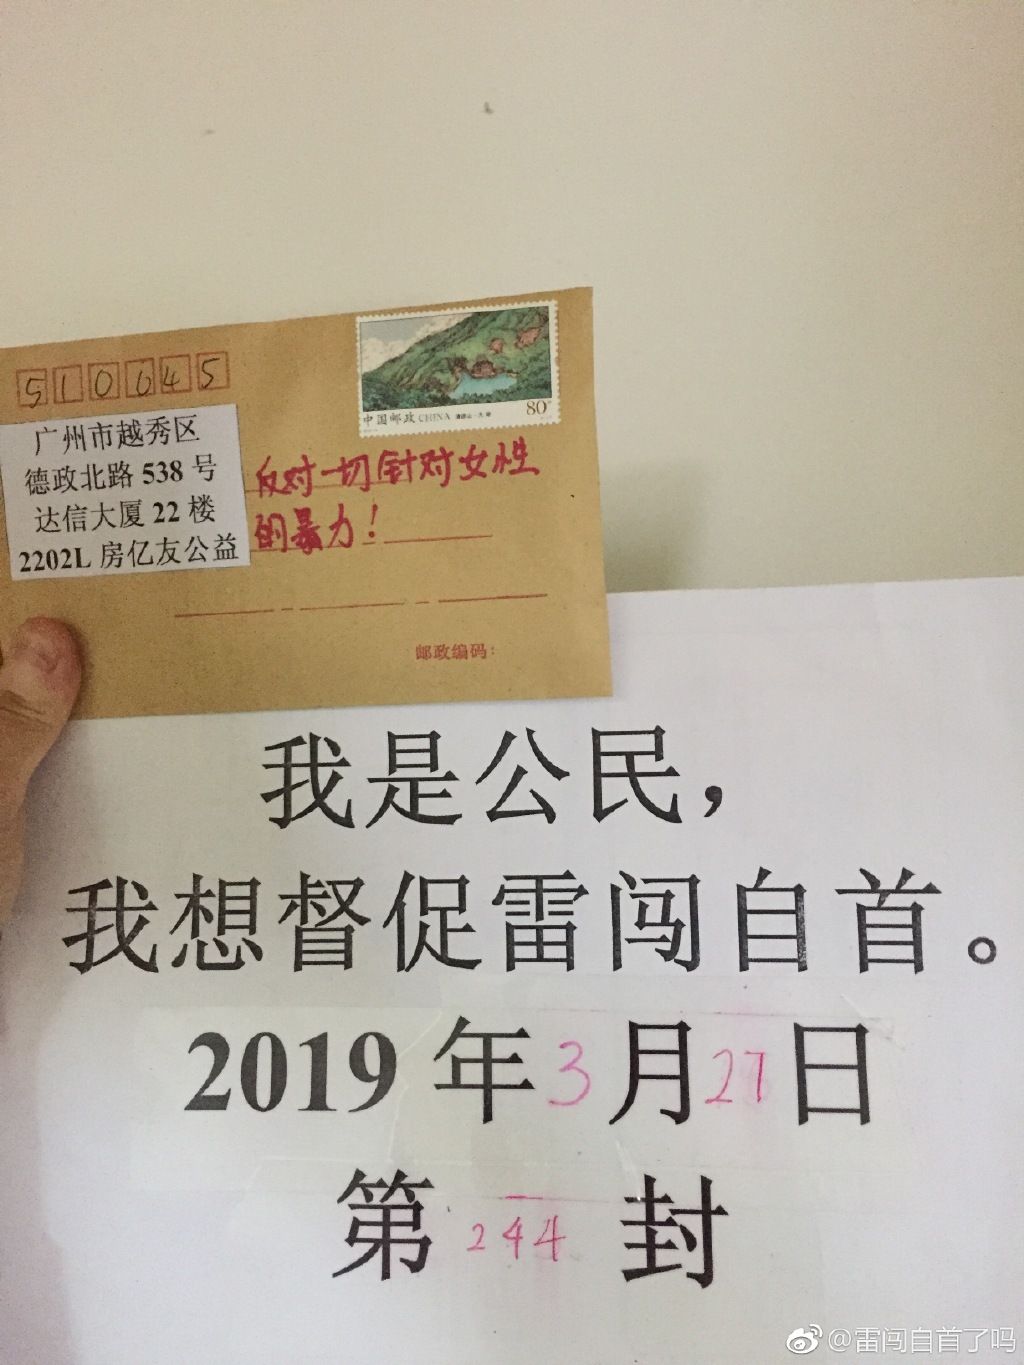 510645
中国邮政 CHINA
80
广州市越秀区
德政北路 538 号
达信大厦 22 楼
2202L 房亿友公益
反对一切针对女性
的暴力！
邮政编码：
我是公民，
我想督促雷闯自首。
2019 年 3 月 27 日
第 244 封
@雷闯自首了吗